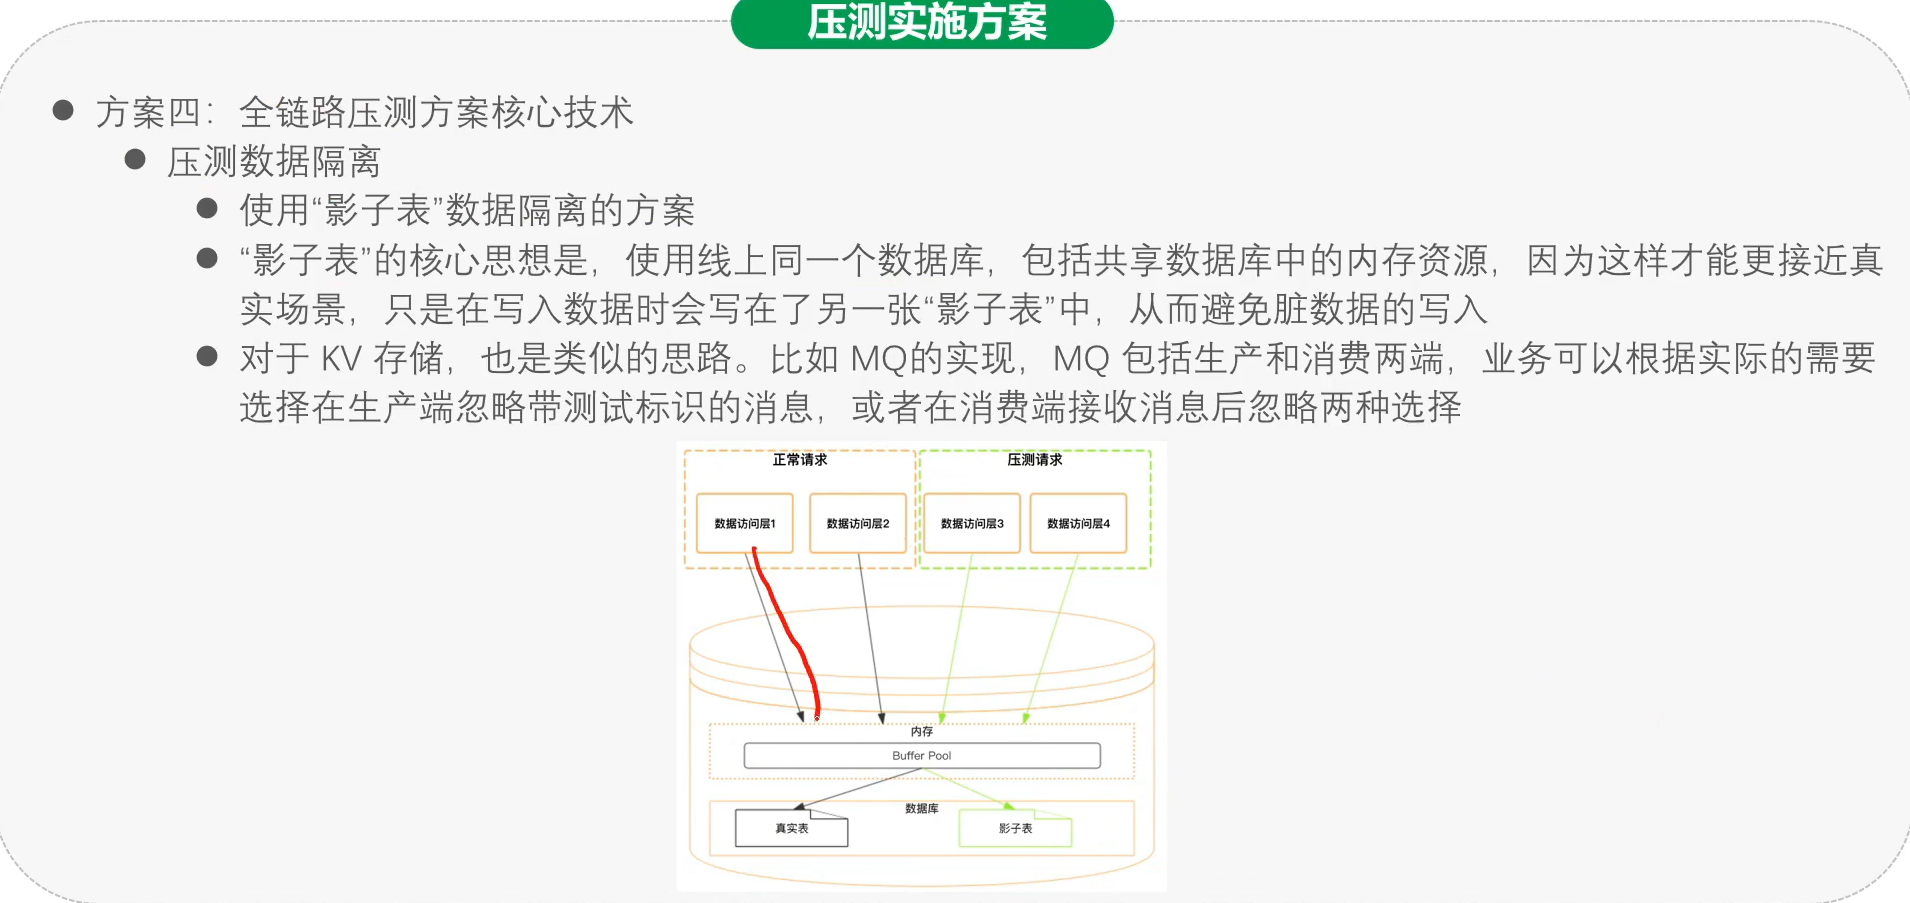 压测实施方案
方案四：全链路压测方案核心技术
压测数据隔离
使用“影子表”数据隔离的方案
“影子表”的核心思想是，使用线上同一个数据库，包括共享数据库中的内存资源，因为这样才能更接近真
实场景，只是在写入数据时会写在了另一张“影子表”中，从而避免脏数据的写入
对于 KV 存储，也是类似的思路。比如 MQ的实现，MQ 包括生产和消费两端，业务可以根据实际的需要
选择在生产端忽略带测试标识的消息，或者在消费端接收消息后忽略两种选择
正常请求
压测请求
数据访问层1
数据访问层2
数据访问层3
数据访问层4
内存
Buffer Pool
数据库
真实表
影子表